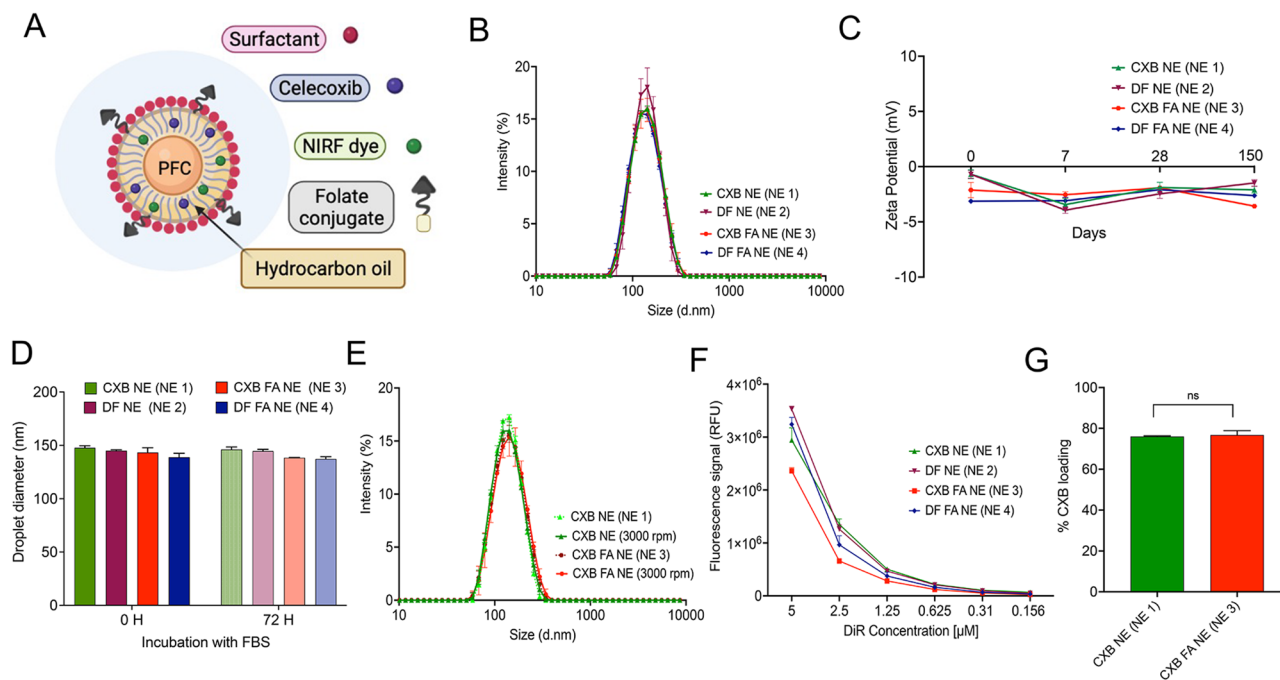 A
Surfactant
Celecoxib
NIRF dye
PFC
Folate
conjugate
Hydrocarbon oil
B
20
15
10
5
0
Intensity (%)
10
100
1000
10000
Size (d.nm)
CXB NE (NE 1)
DF NE (NE 2)
CXB FA NE (NE 3)
DF FA NE (NE 4)
C
10
5
0
-5
-10
Zeta Potential (mV)
0
7
28
150
Days
CXB NE (NE 1)
DF NE (NE 2)
CXB FA NE (NE 3)
DF FA NE (NE 4)
D
CXB NE (NE 1)
CXB FA NE (NE 3)
DF NE (NE 2)
DF FA NE (NE 4)
200
150
100
50
0
Droplet diameter (nm)
0 H
72 H
Incubation with FBS
E
20
15
10
5
0
Intensity (%)
10
100
1000
10000
Size (d.nm)
CXB NE (NE 1)
CXB NE (3000 rpm)
CXB FA NE (NE 3)
CXB FA NE (3000 rpm)
F
4×10⁶
3×10⁶
2×10⁶
1×10⁶
0
Fluorescence signal (RFU)
5
2.5
1.25
0.625
0.31
0.156
DiR Concentration [µM]
CXB NE (NE 1)
DF NE (NE 2)
CXB FA NE (NE 3)
DF FA NE (NE 4)
G
100
80
60
40
20
0
% CXB loading
ns
CXB NE (NE 1)
CXB FA NE (NE 3)